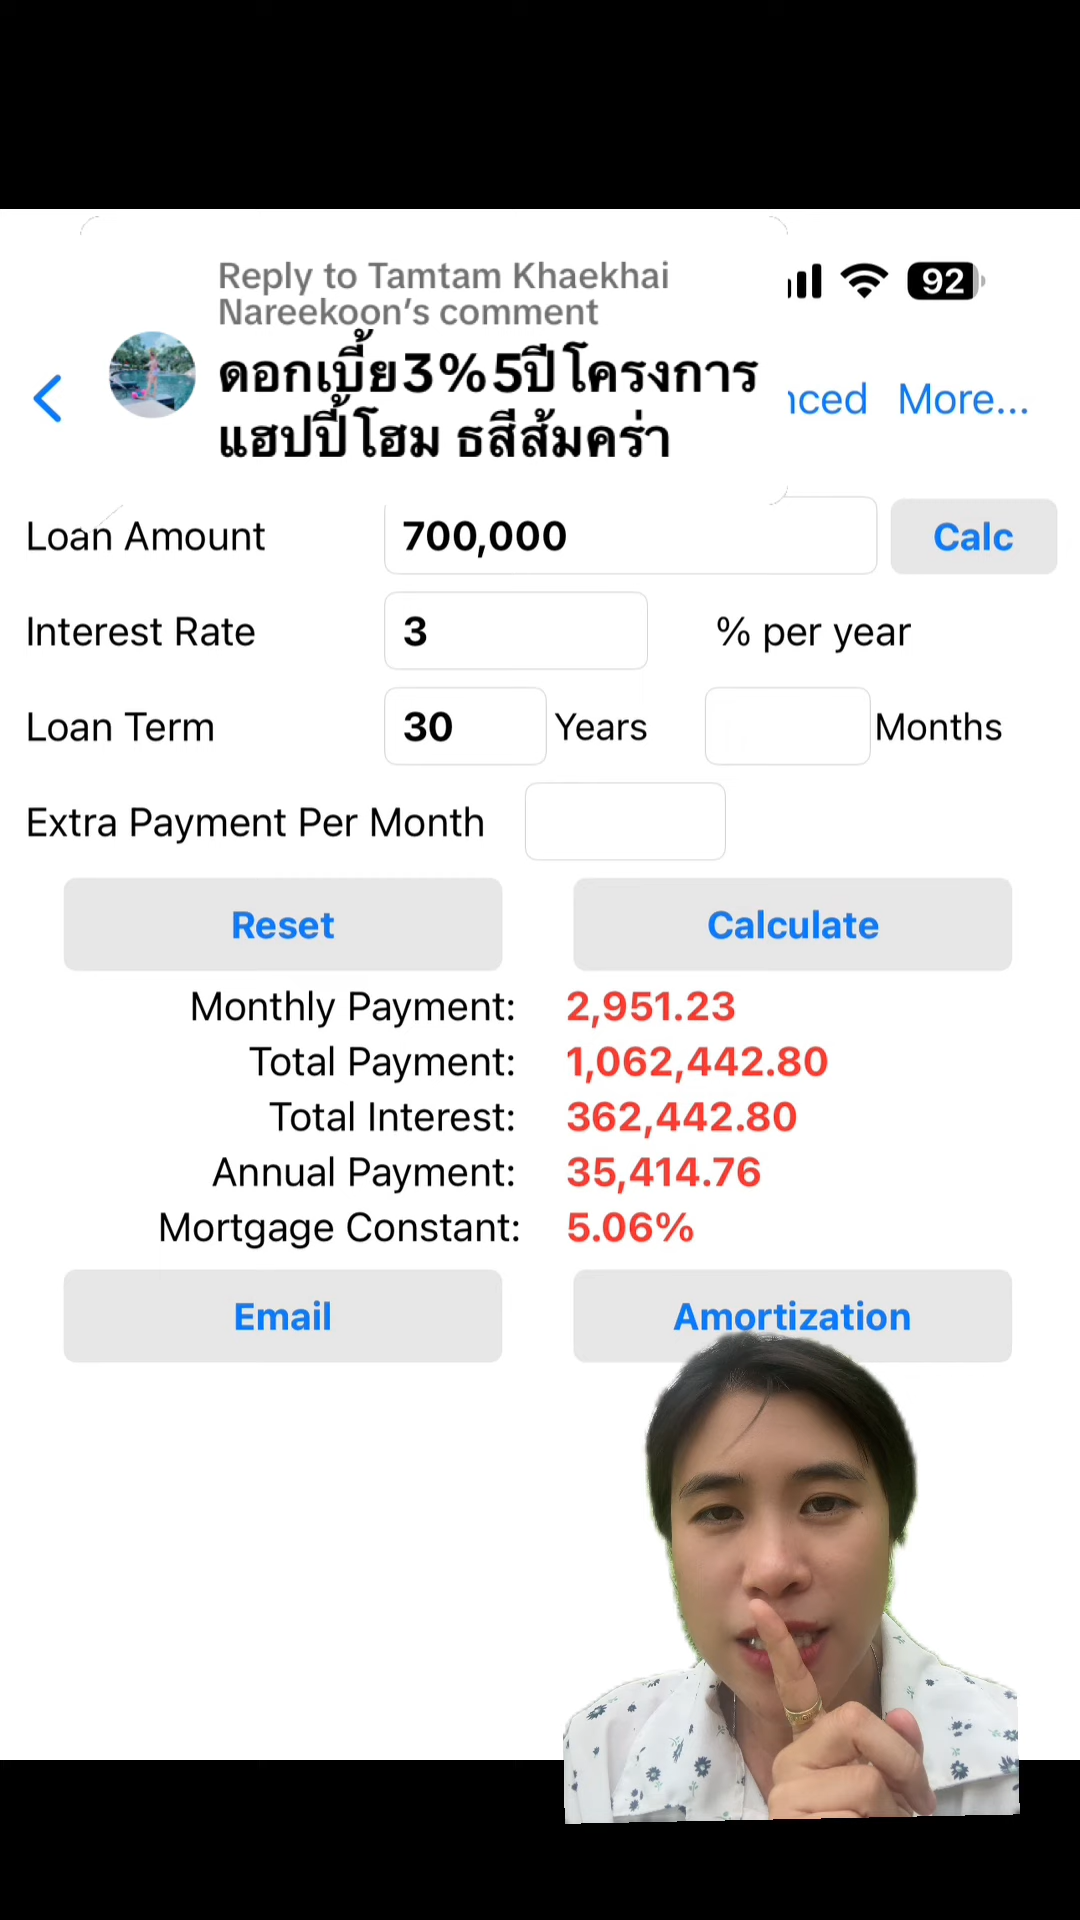 Reply to Tamtam Khaekhai
Nareekoon’s comment
ดอกเบี้ย3%5ปีโครงการ
แฮปปี้โฮม ธสีส้มคร่า
92
More...
Loan Amount 700,000 Calc
Interest Rate 3 % per year
Loan Term 30 Years Months
Extra Payment Per Month
Reset Calculate
Monthly Payment: 2,951.23
Total Payment: 1,062,442.80
Total Interest: 362,442.80
Annual Payment: 35,414.76
Mortgage Constant: 5.06%
Email Amortization